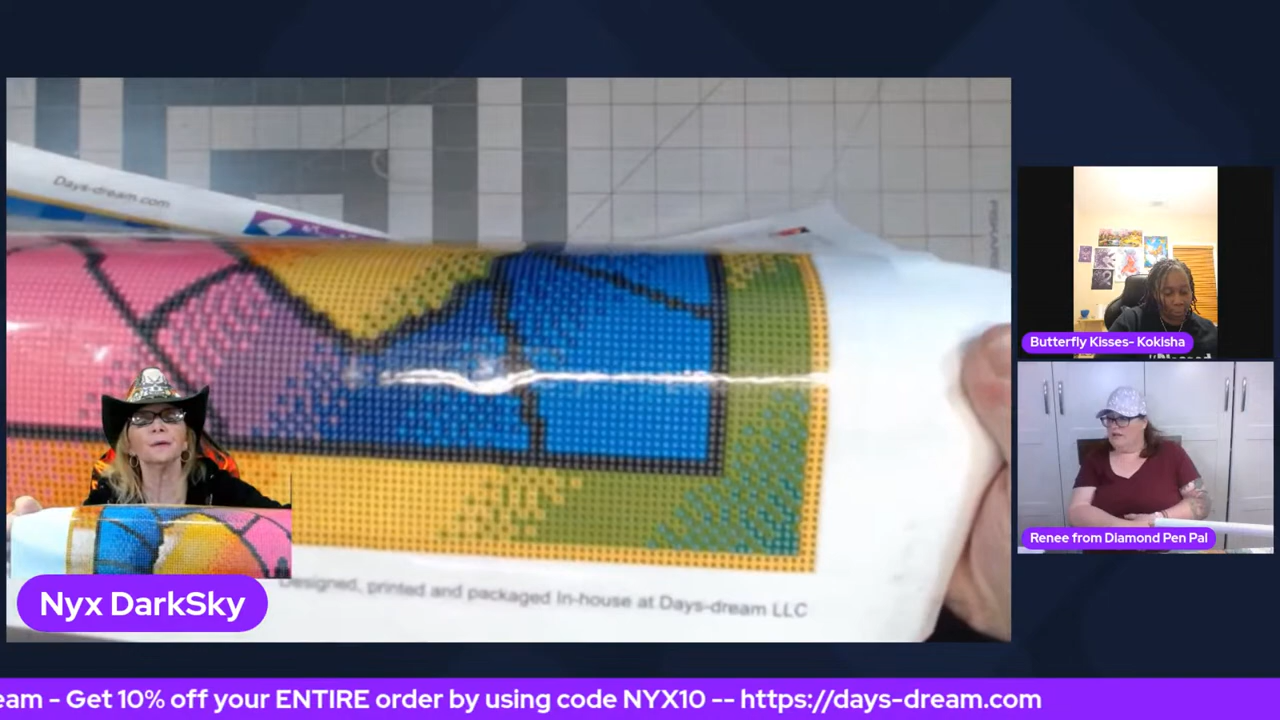 Days-dream.com
Butterfly Kisses- Kokisha
Renee from Diamond Pen Pal
Designed, printed and packaged In-house at Days-dream LLC
Nyx DarkSky
eam - Get 10% off your ENTIRE order by using code NYX10 -- https://days-dream.com